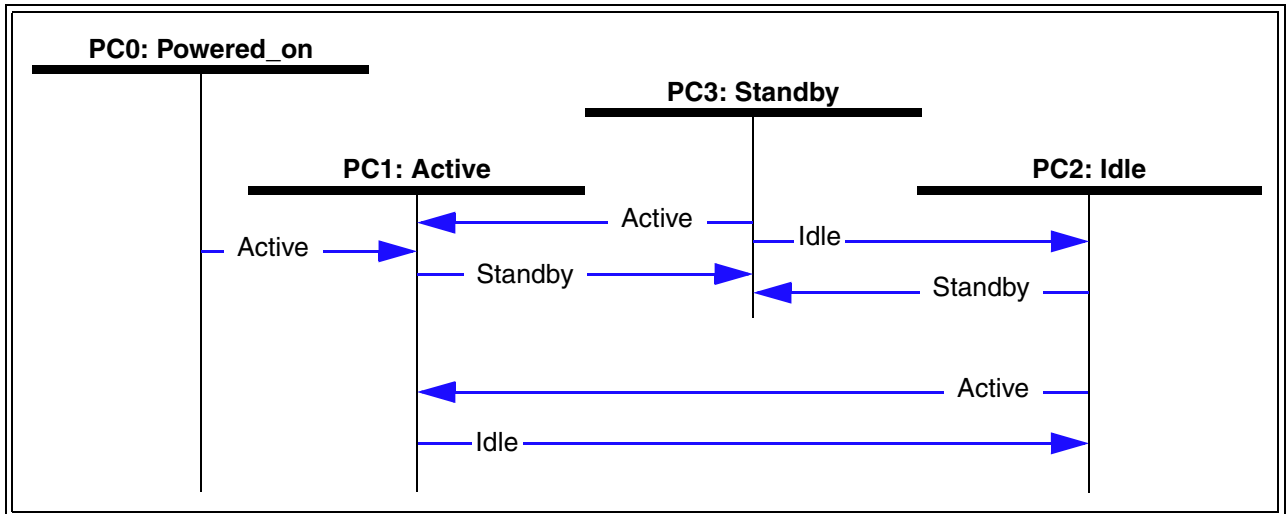 PC0: Powered_on
PC3: Standby
PC1: Active
PC2: Idle
Active
Idle
Active
Standby
Standby
Active
Idle